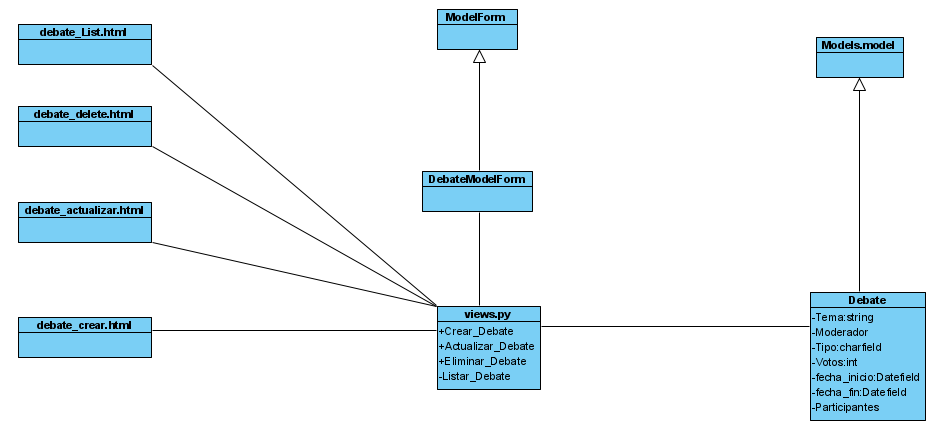 debate_List.html
debate_delete.html
debate_actualizar.html
debate_crear.html
ModelForm
DebateModelForm
views.py
+Crear_Debate
+Actualizar_Debate
+Eliminar_Debate
-Listar_Debate
Models.model
Debate
-Tema:string
-Moderador
-Tipo:charfield
-Votos:int
-fecha_inicio:Datefield
-fecha_fin:Datefield
-Participantes